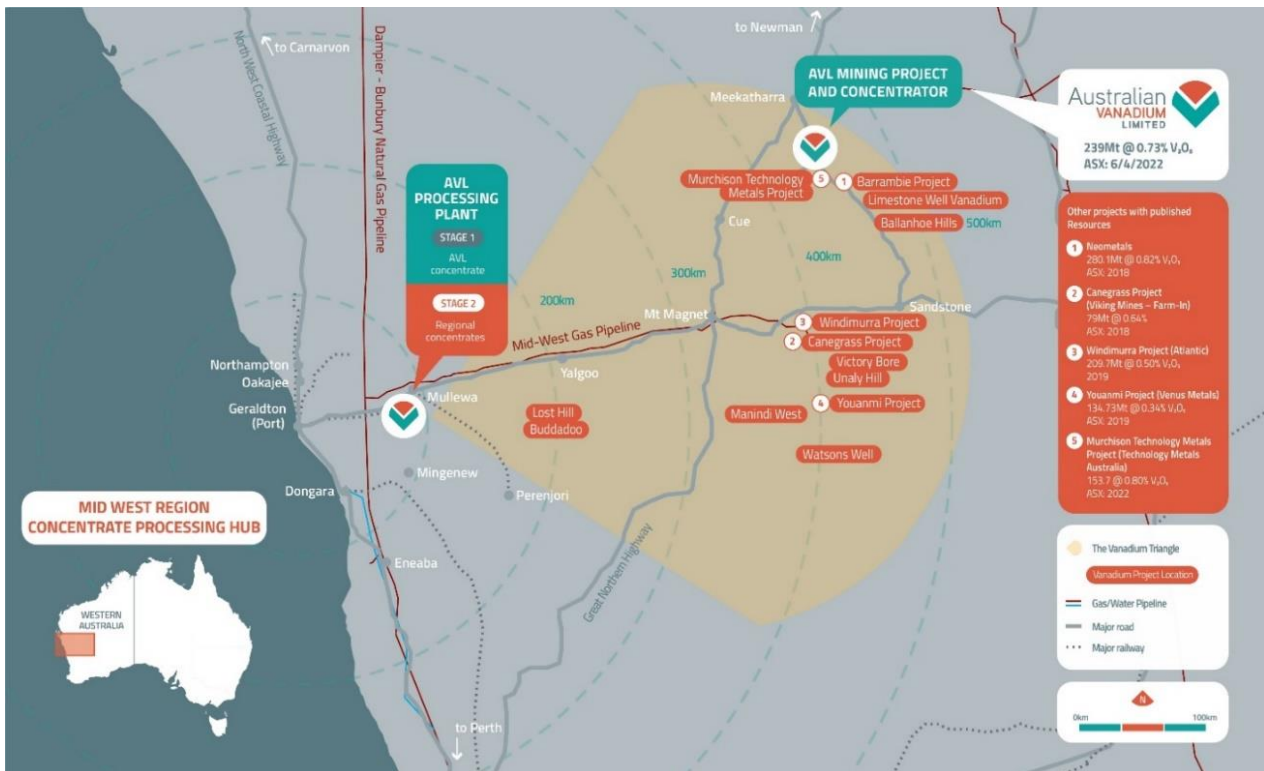 to Newman
to Carnarvon
North West Coastal Highway
Dampier - Bunbury Natural Gas Pipeline
AVL MINING PROJECT
AND CONCENTRATOR
Meekatharra
Australian
VANADIUM
LIMITED
239Mt @ 0.73% V₂O₅
ASX: 6/4/2022
AVL
PROCESSING
PLANT
STAGE 1
AVL
concentrate
STAGE 2
Regional
concentrates
Murchison Technology
Metals Project
5
1
Barrambie Project
Limestone Well Vanadium
Ballanhoe Hills
500km
Cue
400km
300km
200km
Sandstone
Mt Magnet
Mid-West Gas Pipeline
Yalgoo
3
Windimurra Project
2
Canegrass Project
Victory Bore
Unaly Hill
4
Youanmi Project
Manindi West
Watsons Well
Northampton
Oakajee
Geraldton
(Port)
Mullewa
Lost Hill
Buddadoo
Mingenew
Perenjori
Dongara
Eneaba
Great Northern Highway
to Perth
Other projects with published
Resources
1 Neometals
280.1Mt @ 0.82% V₂O₅
ASX: 2018
2 Canegrass Project
(Viking Mines – Farm-In)
79Mt @ 0.64%
ASX: 2018
3 Windimurra Project (Atlantic)
209.7Mt @ 0.50% V₂O₅
2019
4 Youanmi Project (Venus Metals)
134.73Mt @ 0.34% V₂O₅
ASX: 2019
5 Murchison Technology Metals
Project (Technology Metals
Australia)
153.7 @ 0.80% V₂O₅
ASX: 2022
The Vanadium Triangle
Vanadium Project Location
Gas/Water Pipeline
Major road
Major railway
N
0km
100km
MID WEST REGION
CONCENTRATE PROCESSING HUB
WESTERN
AUSTRALIA